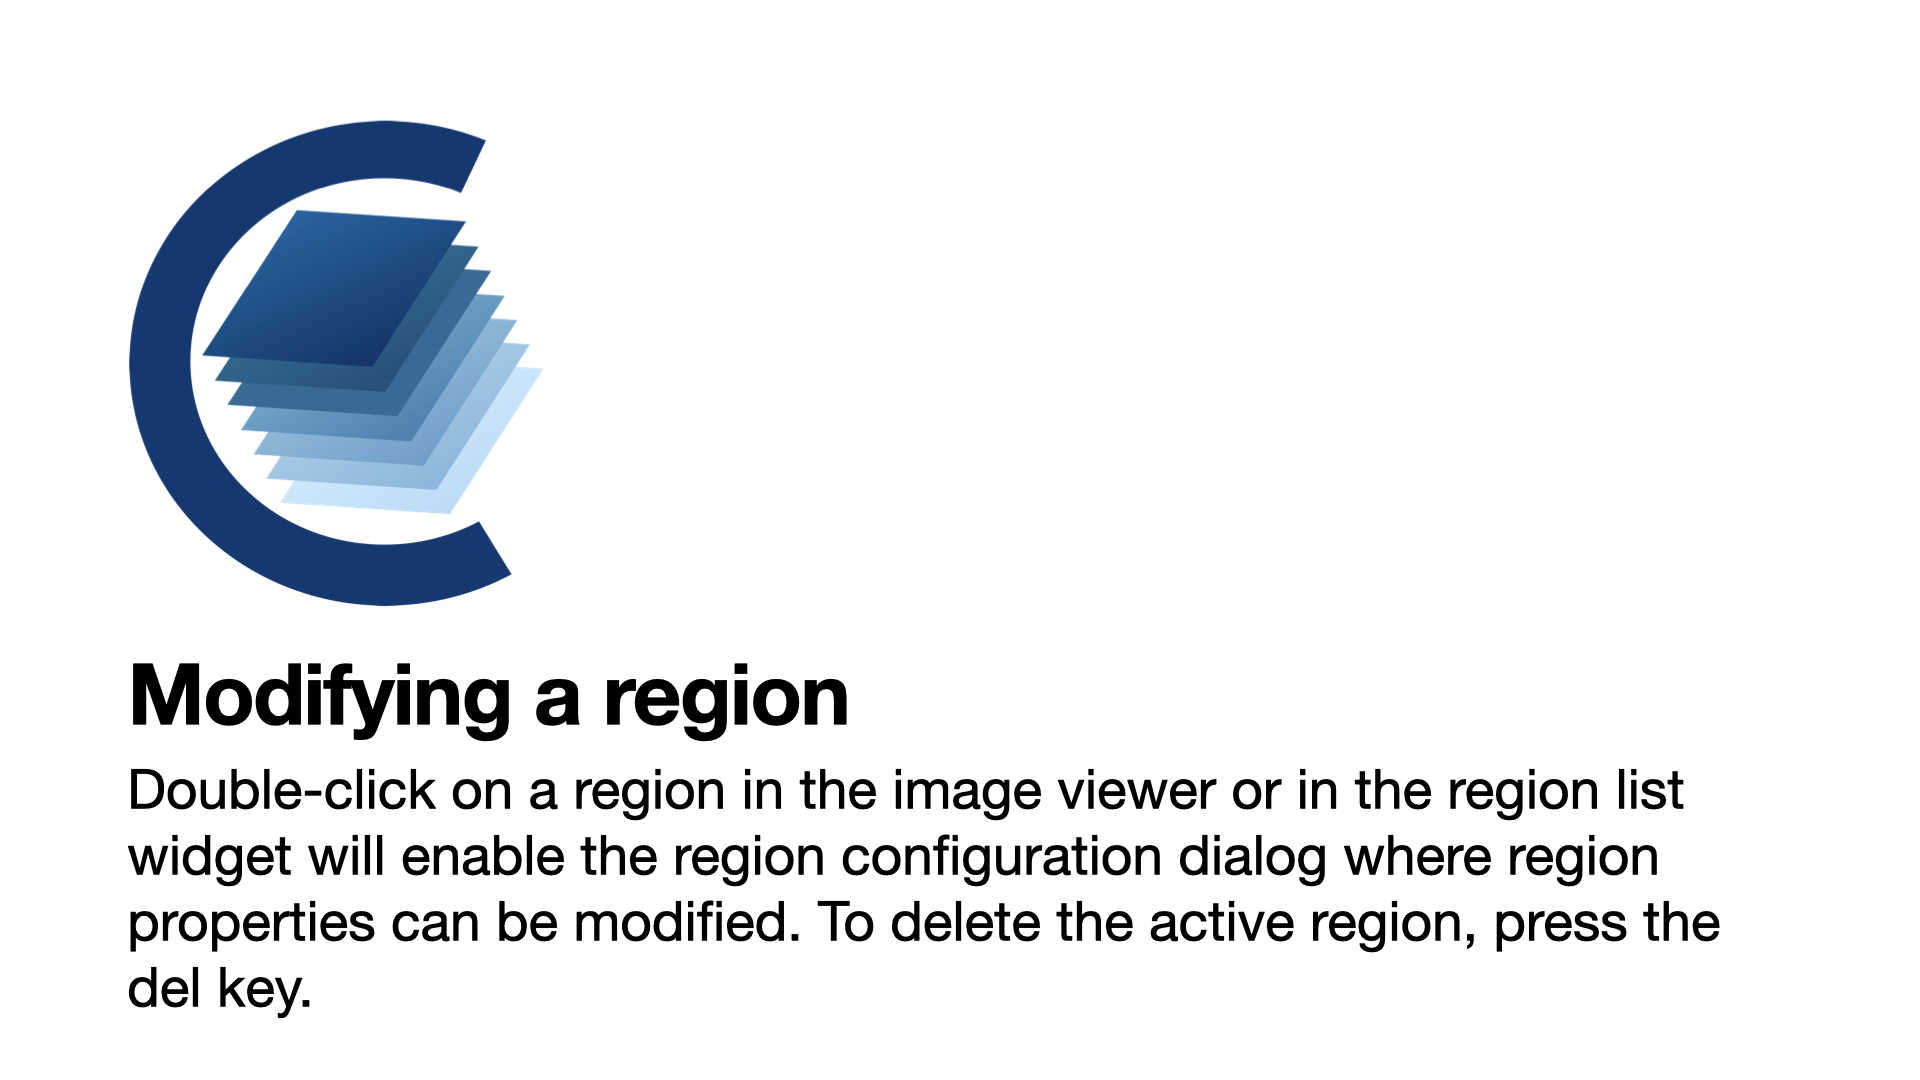 Modifying a region
Double-click on a region in the image viewer or in the region list
widget will enable the region configuration dialog where region
properties can be modified. To delete the active region, press the
del key.